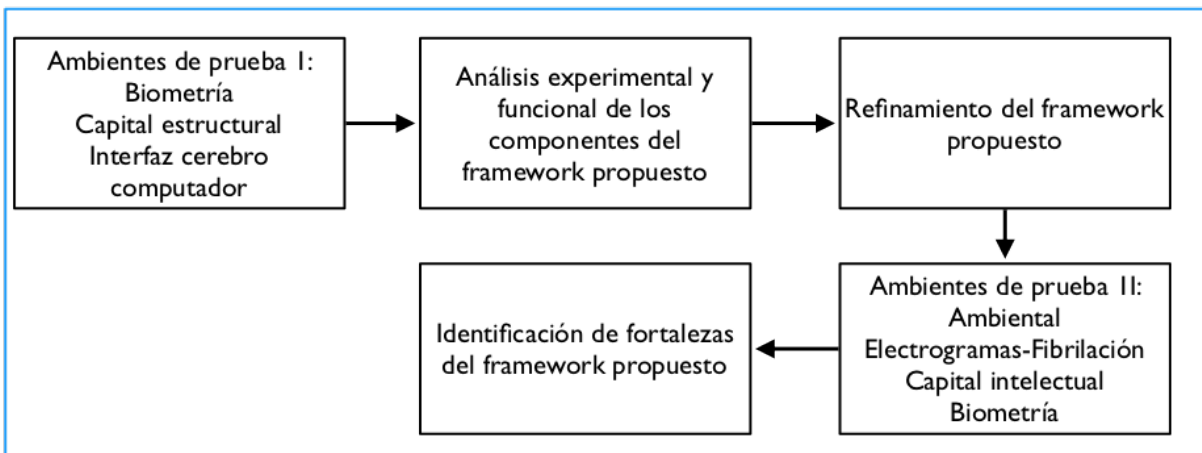 Ambientes de prueba I:
Biometría
Capital estructural
Interfaz cerebro
computador
Análisis experimental y
funcional de los
componentes del
framework propuesto
Refinamiento del framework
propuesto
Ambientes de prueba II:
Ambiental
Electrogramas-Fibrilación
Capital intelectual
Biometría
Identificación de fortalezas
del framework propuesto